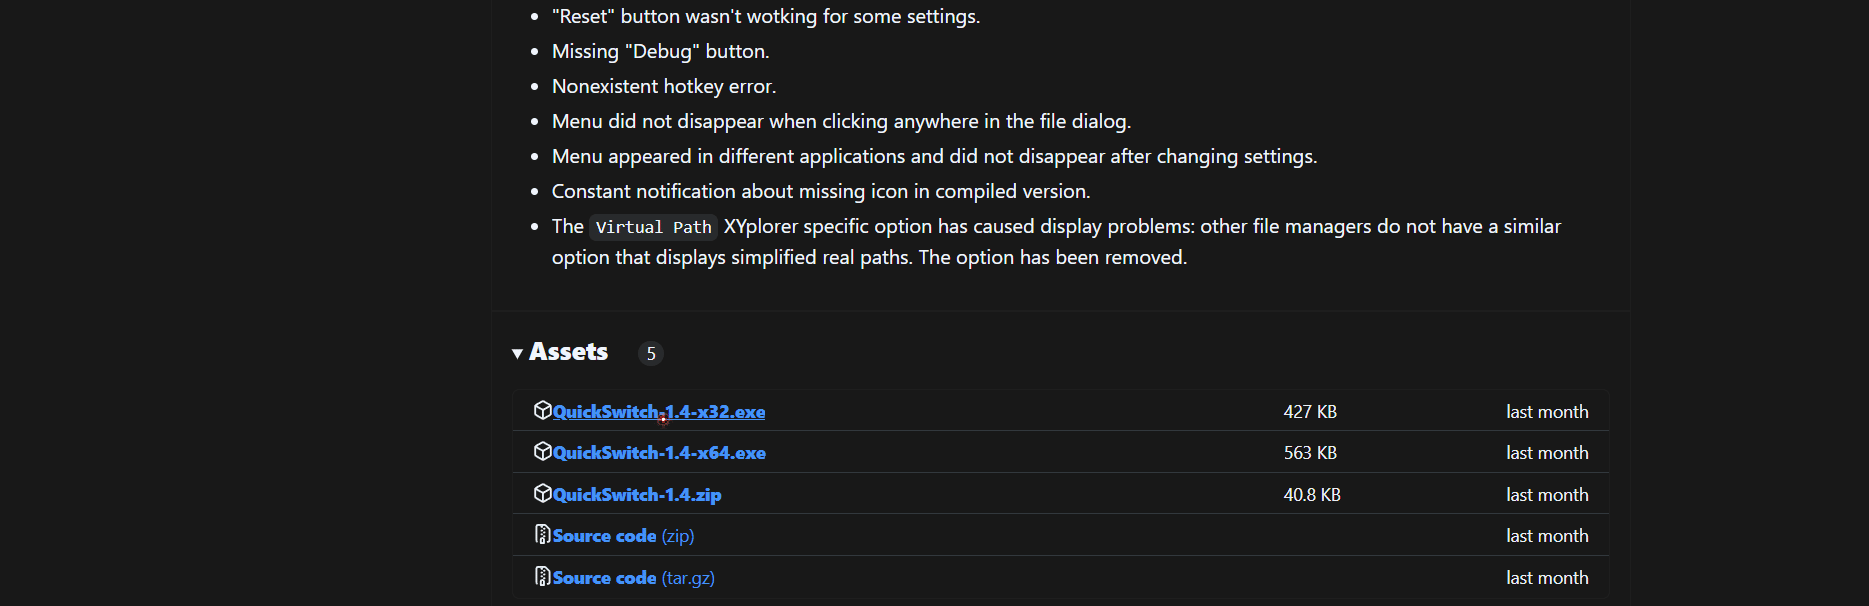 "Reset" button wasn't wotking for some settings.
Missing "Debug" button.
Nonexistent hotkey error.
Menu did not disappear when clicking anywhere in the file dialog.
Menu appeared in different applications and did not disappear after changing settings.
Constant notification about missing icon in compiled version.
The Virtual Path XYplorer specific option has caused display problems: other file managers do not have a similar
option that displays simplified real paths. The option has been removed.
Assets 5
QuickSwitch-1.4-x32.exe 427 KB last month
QuickSwitch-1.4-x64.exe 563 KB last month
QuickSwitch-1.4.zip 40.8 KB last month
Source code (zip) last month
Source code (tar.gz) last month